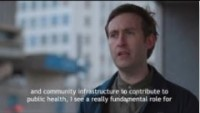 and community infrastructure to contribute to
public health, I see a really fundamental role for